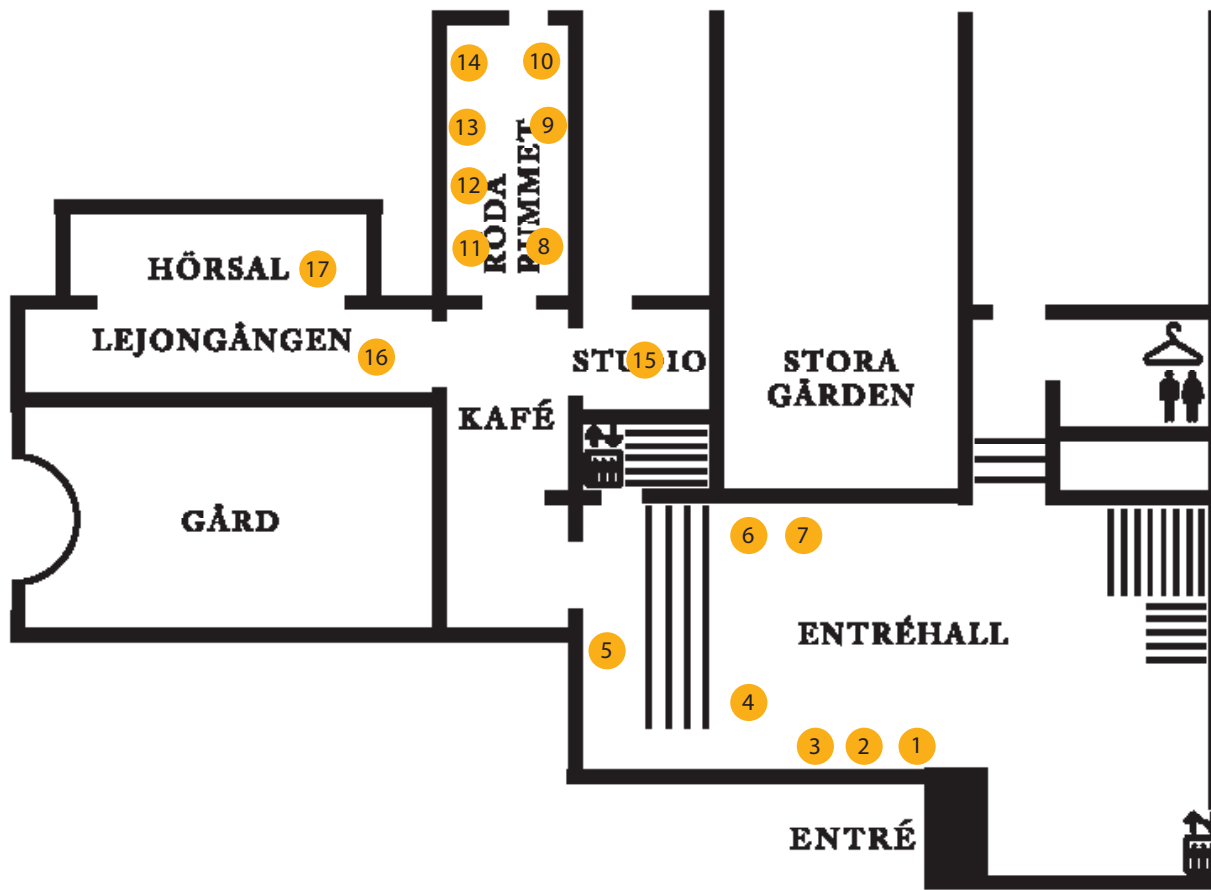 14
10
13
9
12
RÖDA
RUMMET
11
8
HÖRSAL
17
LEJONGÅNGEN
16
STUDIO
15
STORA
GÅRDEN
KAFÉ
GÅRD
6
7
ENTRÉHALL
5
4
3
2
1
ENTRÉ